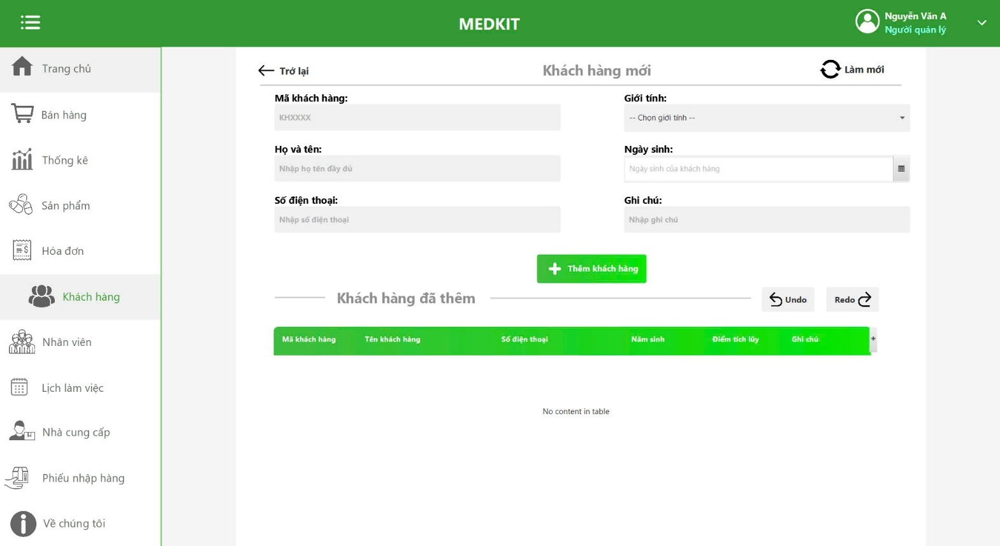 MEDKIT
Nguyễn Văn A
Người quản lý
Trang chủ
Bán hàng
Thống kê
Sản phẩm
Hóa đơn
Khách hàng
Nhân viên
Lịch làm việc
Nhà cung cấp
Phiếu nhập hàng
Về chúng tôi
Trở lại
Khách hàng mới
Làm mới
Mã khách hàng:
KHXXXX
Giới tính:
-- Chọn giới tính --
Họ và tên:
Nhập họ tên đầy đủ
Ngày sinh:
Ngày sinh của khách hàng
Số điện thoại:
Nhập số điện thoại
Ghi chú:
Nhập ghi chú
Thêm khách hàng
Khách hàng đã thêm
Undo
Redo
Mã khách hàng Tên khách hàng Số điện thoại Năm sinh Điểm tích lũy Ghi chú +
No content in table